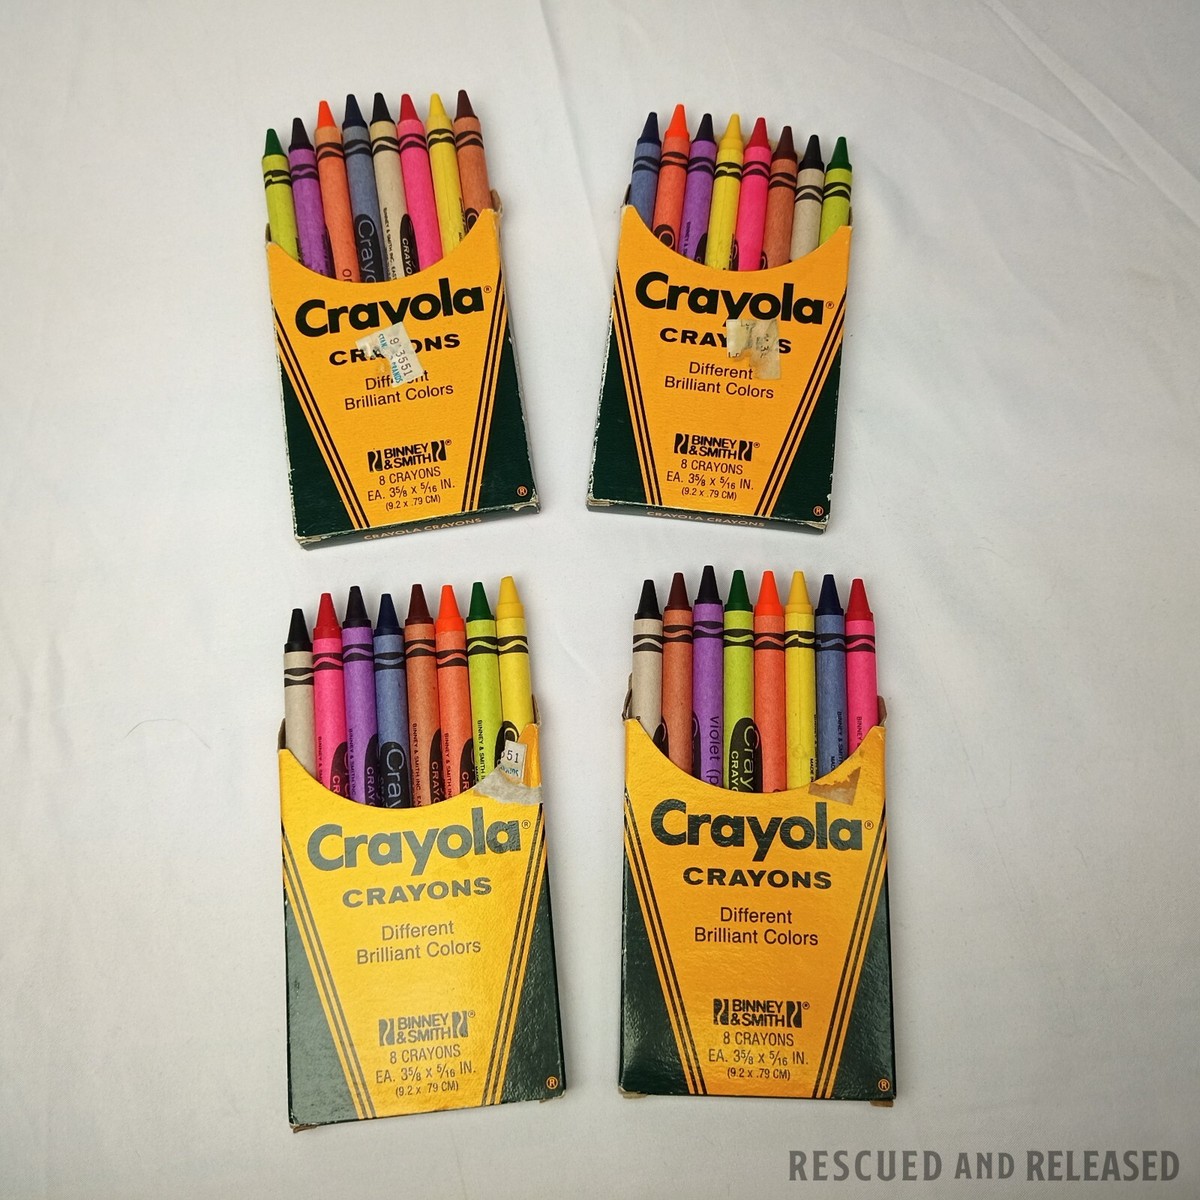 Crayola®
CRAYONS
9 3551
Different
Brilliant Colors
BINNEY®
& SMITH
8 CRAYONS
EA. 3⅝ x 5/16 IN.
(9.2 x .79 CM)
®
CRAYOLA CRAYONS
Crayola®
CRAYONS
Different
Brilliant Colors
BINNEY®
& SMITH
8 CRAYONS
EA. 3⅝ x 5/16 IN.
(9.2 x .79 CM)
®
CRAYOLA CRAYONS
51
Crayola®
CRAYONS
Different
Brilliant Colors
BINNEY®
& SMITH
8 CRAYONS
EA. 3⅝ x 5/16 IN.
(9.2 x .79 CM)
®
violet
Crayola®
CRAYONS
Different
Brilliant Colors
BINNEY®
& SMITH
8 CRAYONS
EA. 3⅝ x 5/16 IN.
(9.2 x .79 CM)
®
RESCUED AND RELEASED